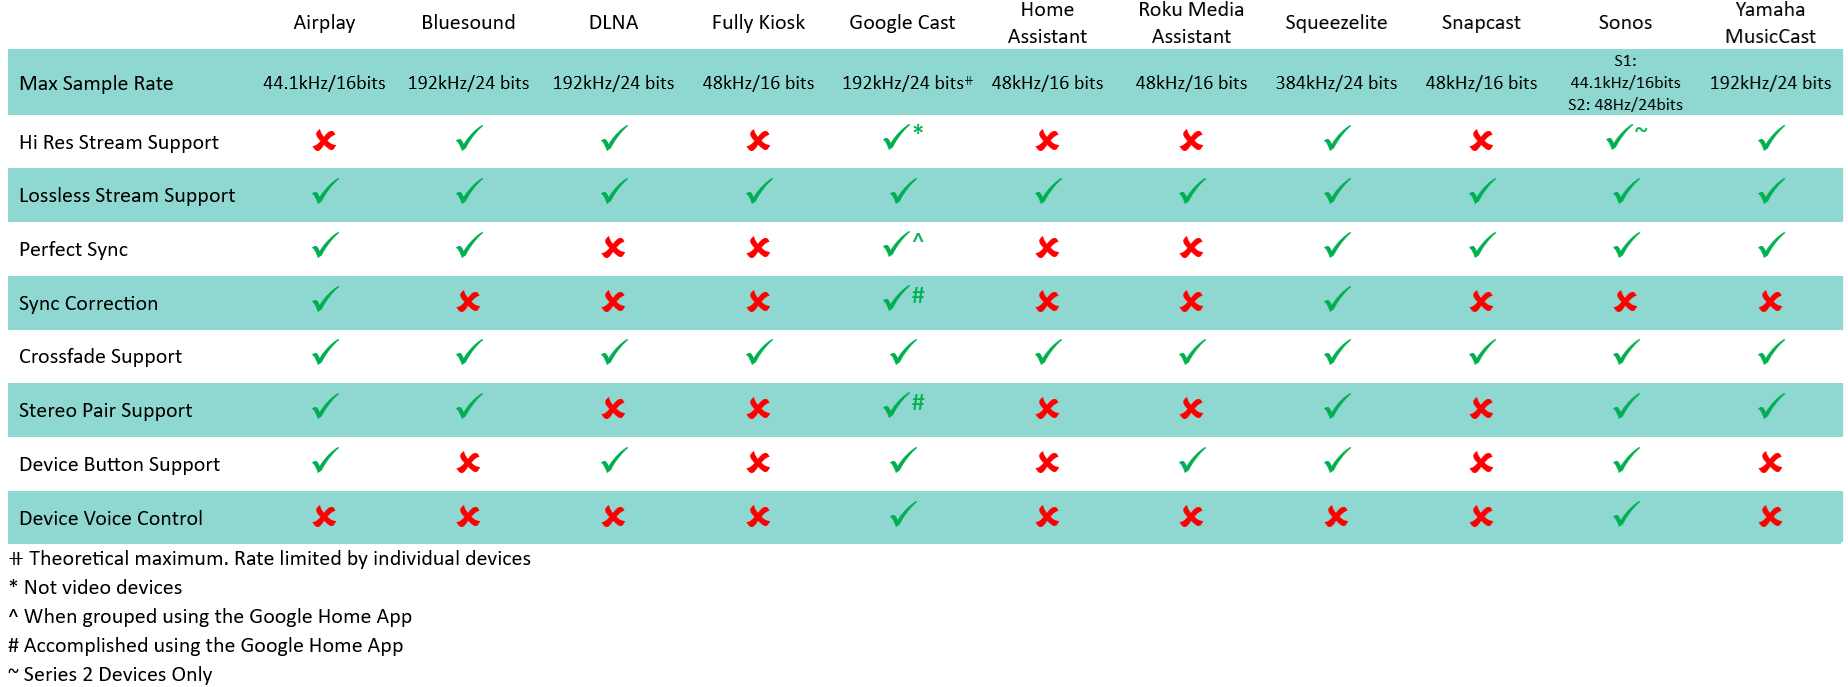 Airplay Bluesound DLNA Fully Kiosk Google Cast Home Assistant Roku Media Assistant Squeezelite Snapcast Sonos Yamaha MusicCast
Max Sample Rate 44.1kHz/16bits 192kHz/24 bits 192kHz/24 bits 48kHz/16 bits 192kHz/24 bits⧺ 48kHz/16 bits 48kHz/16 bits 384kHz/24 bits 48kHz/16 bits S1: 44.1kHz/16bits S2: 48Hz/24bits 192kHz/24 bits
Hi Res Stream Support ✘ ✓ ✓ ✘ ✓* ✘ ✘ ✓ ✘ ✓~ ✓
Lossless Stream Support ✓ ✓ ✓ ✓ ✓ ✓ ✓ ✓ ✓ ✓ ✓
Perfect Sync ✓ ✓ ✘ ✘ ✓^ ✘ ✘ ✓ ✓ ✓ ✓
Sync Correction ✓ ✘ ✘ ✘ ✓# ✘ ✘ ✓ ✘ ✘ ✘
Crossfade Support ✓ ✓ ✓ ✓ ✓ ✓ ✓ ✓ ✓ ✓ ✓
Stereo Pair Support ✓ ✓ ✘ ✘ ✓# ✘ ✘ ✓ ✘ ✓ ✓
Device Button Support ✓ ✘ ✓ ✘ ✓ ✘ ✓ ✓ ✘ ✓ ✘
Device Voice Control ✘ ✘ ✘ ✘ ✓ ✘ ✘ ✘ ✘ ✓ ✘
⧺ Theoretical maximum. Rate limited by individual devices
* Not video devices
^ When grouped using the Google Home App
# Accomplished using the Google Home App
~ Series 2 Devices Only